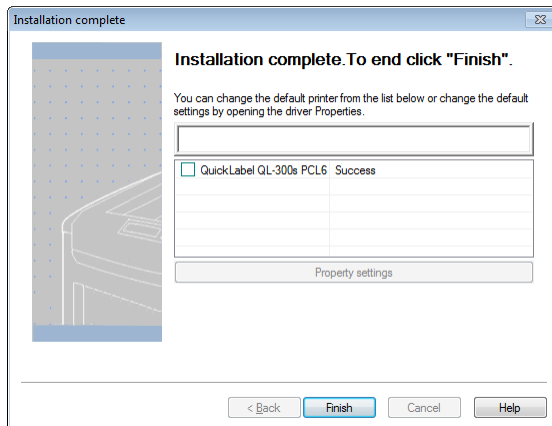 Installation complete
Installation complete.To end click "Finish".
You can change the default printer from the list below or change the default
settings by opening the driver Properties.
QuickLabel QL-300s PCL6 Success
Property settings
< Back Finish Cancel Help